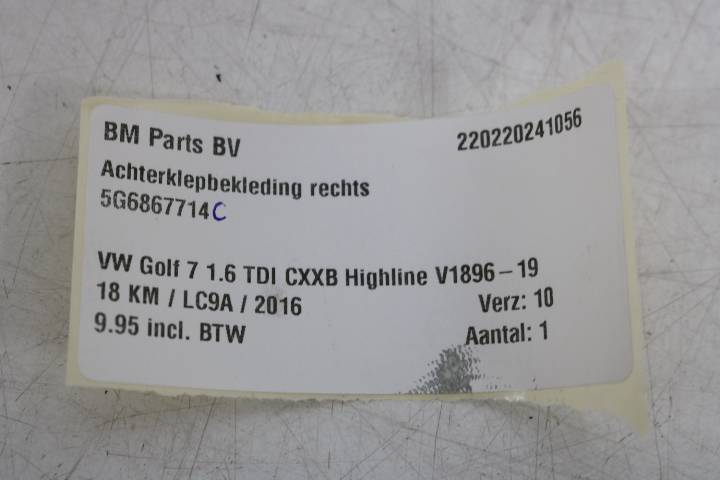 BM Parts BV
220220241056
Achterklepbekleding rechts
5G6867714C
VW Golf 7 1.6 TDI CXXB Highline V1896-19
18 KM / LC9A / 2016
Verz: 10
9.95 incl. BTW
Aantal: 1